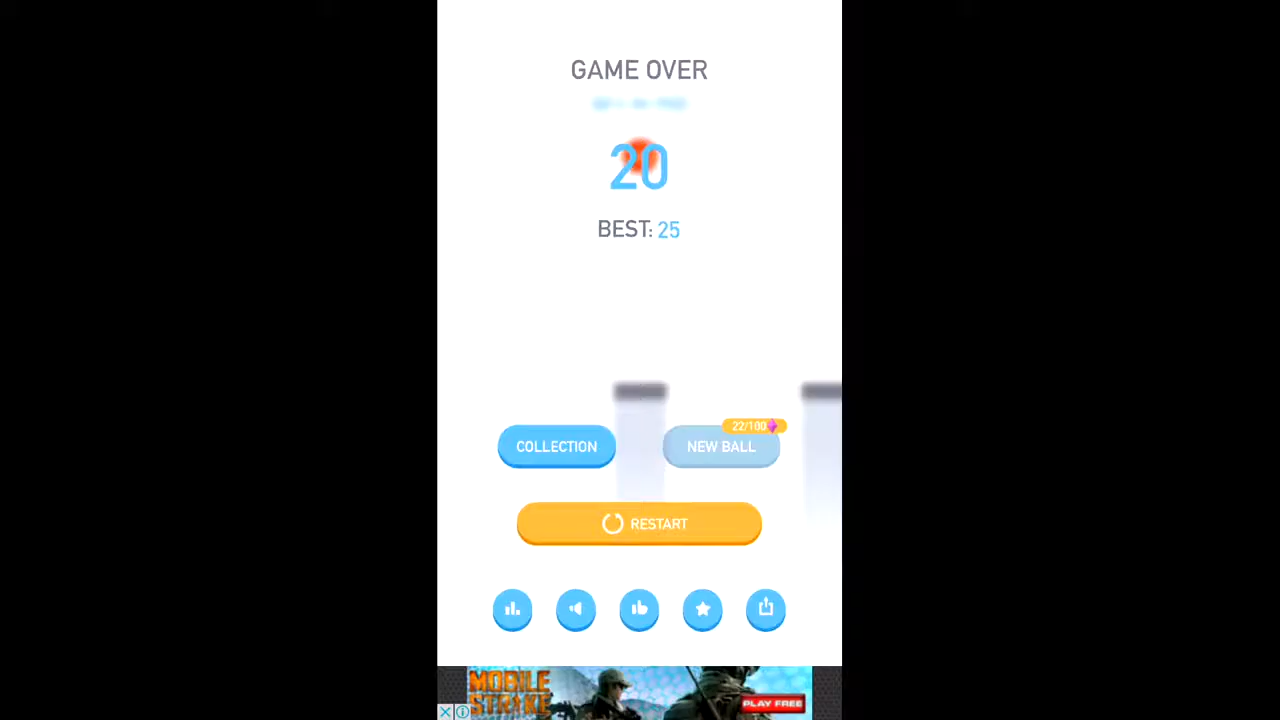 GAME OVER
20
BEST: 25
22/100
COLLECTION
NEW BALL
RESTART
MOBILE
STRIKE
PLAY FREE